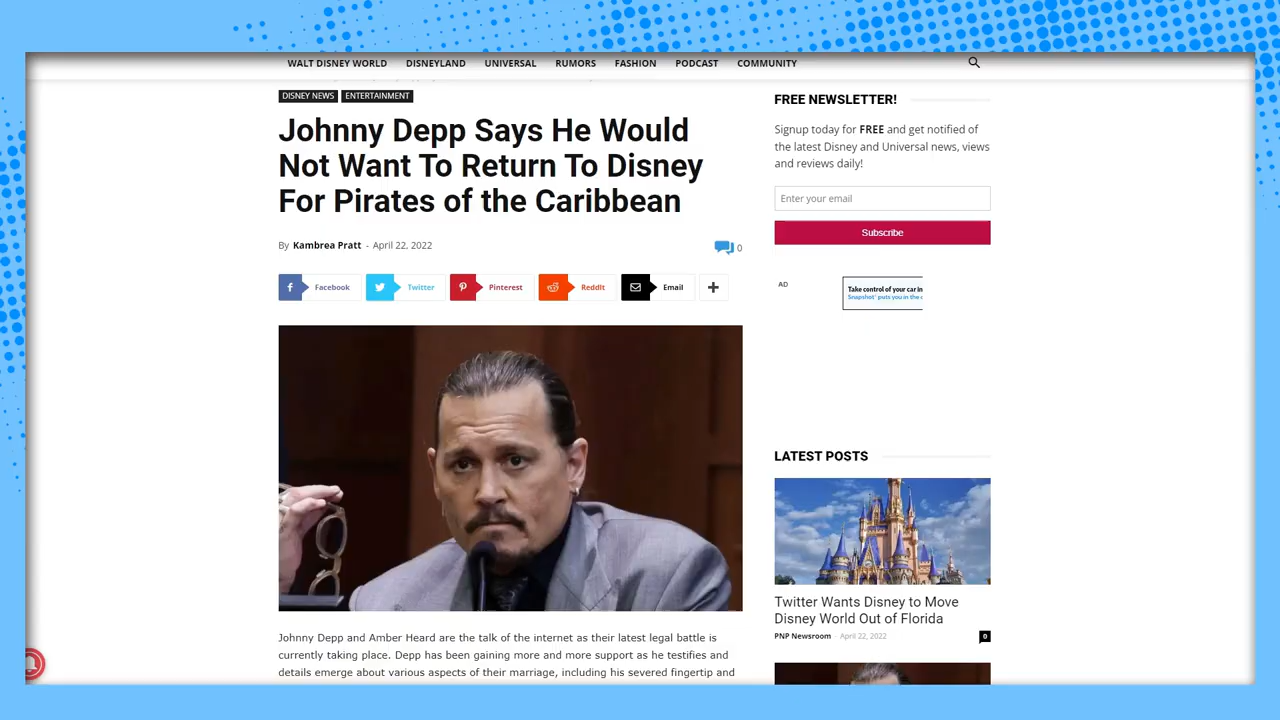 WALT DISNEY WORLD DISNEYLAND UNIVERSAL RUMORS FASHION PODCAST COMMUNITY
DISNEY NEWS ENTERTAINMENT
Johnny Depp Says He Would
Not Want To Return To Disney
For Pirates of the Caribbean
By Kambrea Pratt - April 22, 2022 0
Facebook Twitter Pinterest ReddIt Email
Johnny Depp and Amber Heard are the talk of the internet as their latest legal battle is
currently taking place. Depp has been gaining more and more support as he testifies and
details emerge about various aspects of their marriage, including his severed fingertip and
FREE NEWSLETTER!
Signup today for FREE and get notified of
the latest Disney and Universal news, views
and reviews daily!
Enter your email
Subscribe
AD
Take control of your car in
Snapshot® puts you in the
LATEST POSTS
Twitter Wants Disney to Move
Disney World Out of Florida
PNP Newsroom - April 22, 2022 0